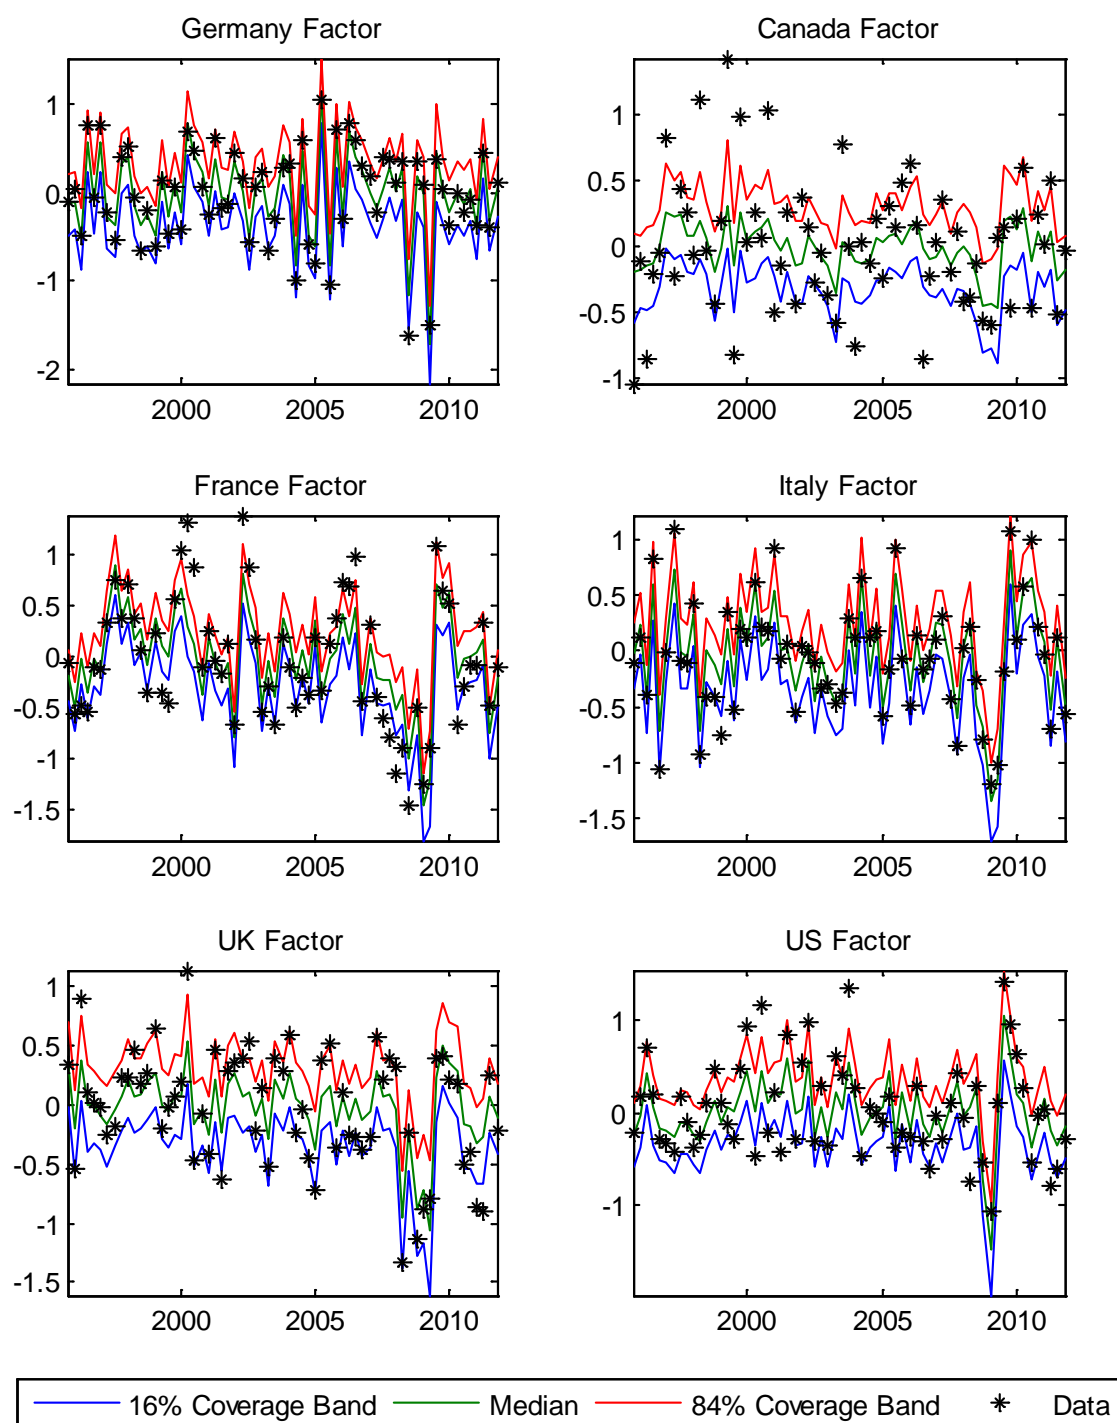 Germany Factor
1
0
-1
-2
2000 2005 2010
Canada Factor
1
0.5
0
-0.5
-1
2000 2005 2010
France Factor
1
0.5
0
-0.5
-1
-1.5
2000 2005 2010
Italy Factor
1
0.5
0
-0.5
-1
-1.5
2000 2005 2010
UK Factor
1
0.5
0
-0.5
-1
-1.5
2000 2005 2010
US Factor
1
0
-1
2000 2005 2010
16% Coverage Band Median 84% Coverage Band Data